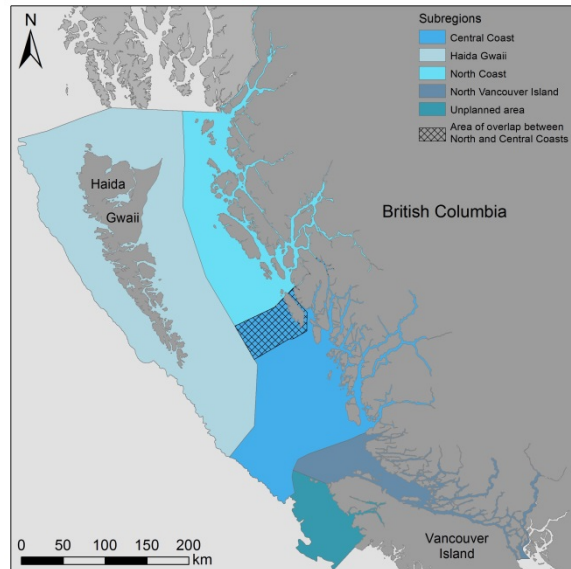 N
Subregions
Central Coast
Haida Gwaii
North Coast
North Vancouver Island
Unplanned area
Area of overlap between
North and Central Coasts
Haida
Gwaii
British Columbia
Vancouver
Island
0 50 100 150 200
km